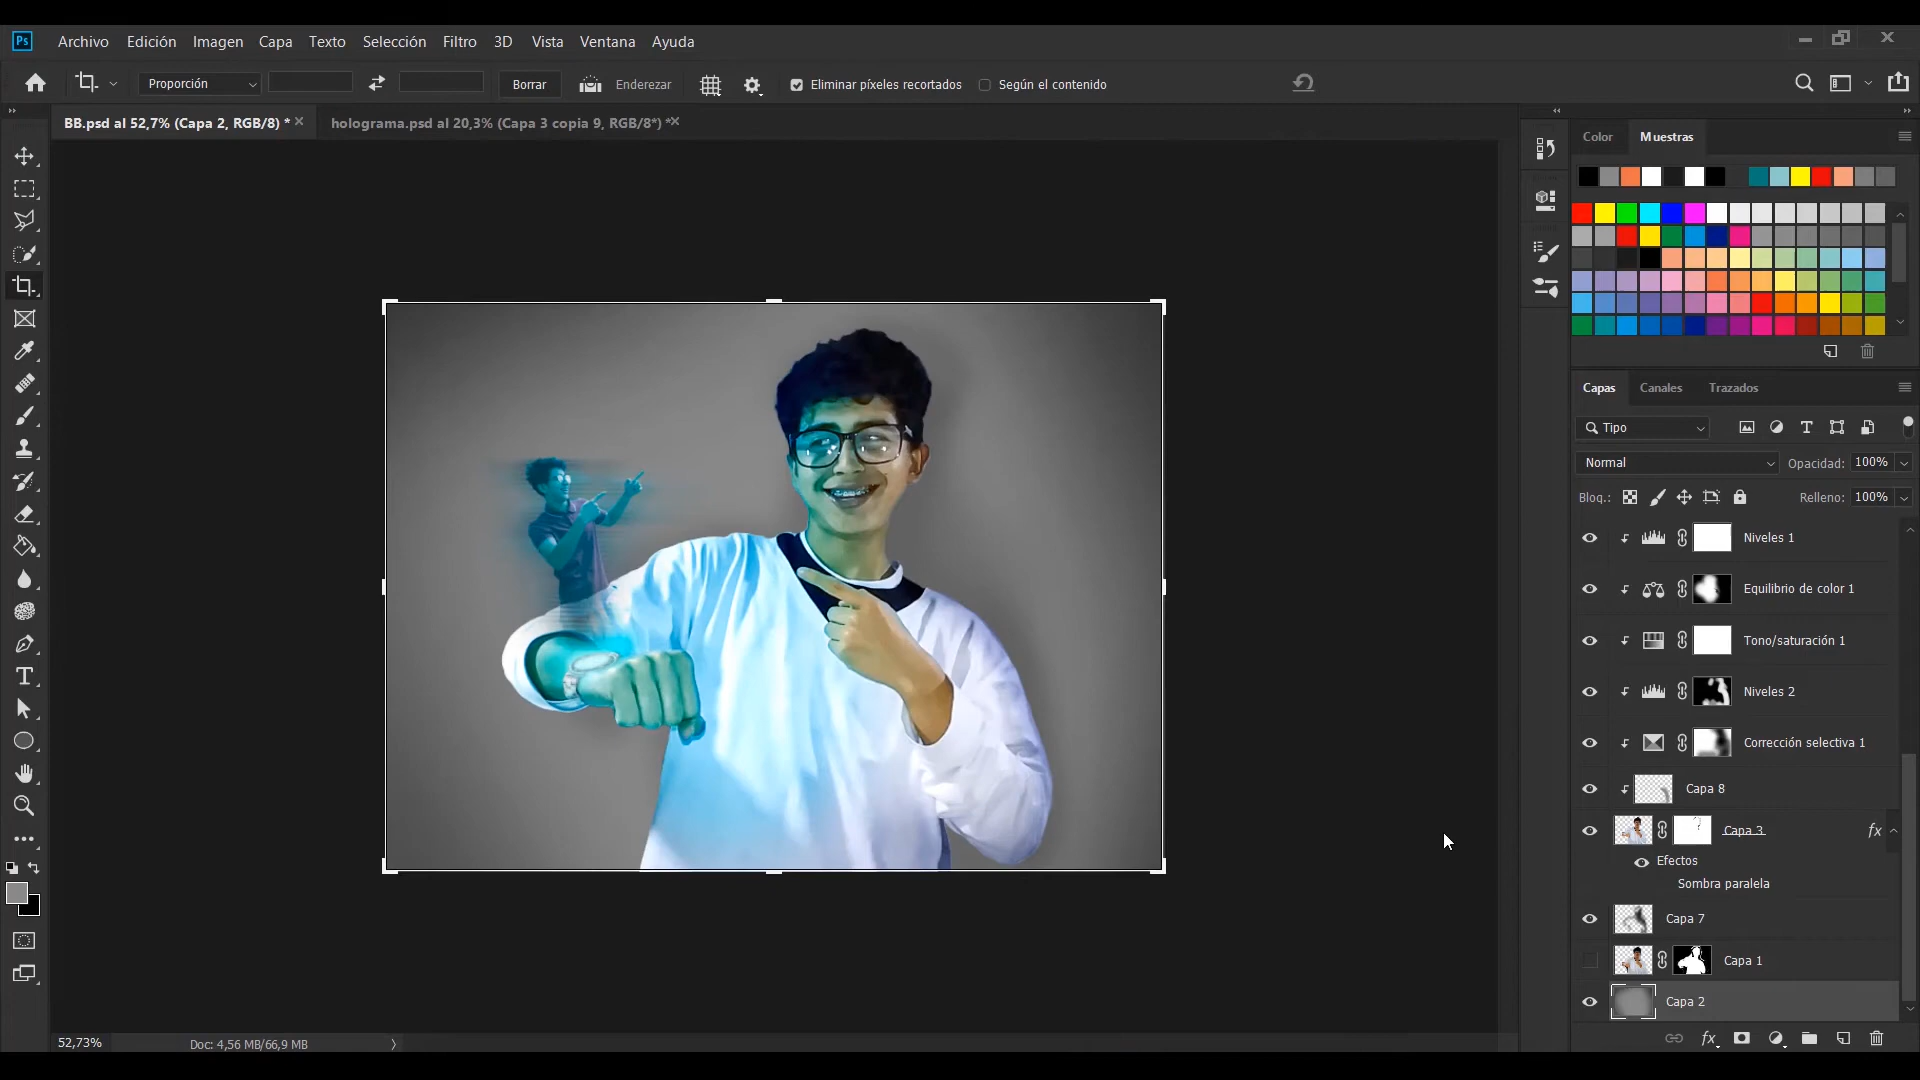 Ps Archivo Edición Imagen Capa Texto Selección Filtro 3D Vista Ventana Ayuda
Proporción Borrar Enderezar Eliminar píxeles recortados Según el contenido
BB.psd al 52,7% (Capa 2, RGB/8) * × holograma.psd al 20,3% (Capa 3 copia 9, RGB/8*) *×
Color Muestras
Capas Canales Trazados
Tipo
Normal Opacidad: 100%
Bloq.: Relleno: 100%
Niveles 1
Equilibrio de color 1
Tono/saturación 1
Niveles 2
Corrección selectiva 1
Capa 8
Capa 3 fx
Efectos
Sombra paralela
Capa 7
Capa 1
Capa 2
52,73% Doc: 4,56 MB/66,9 MB
fx